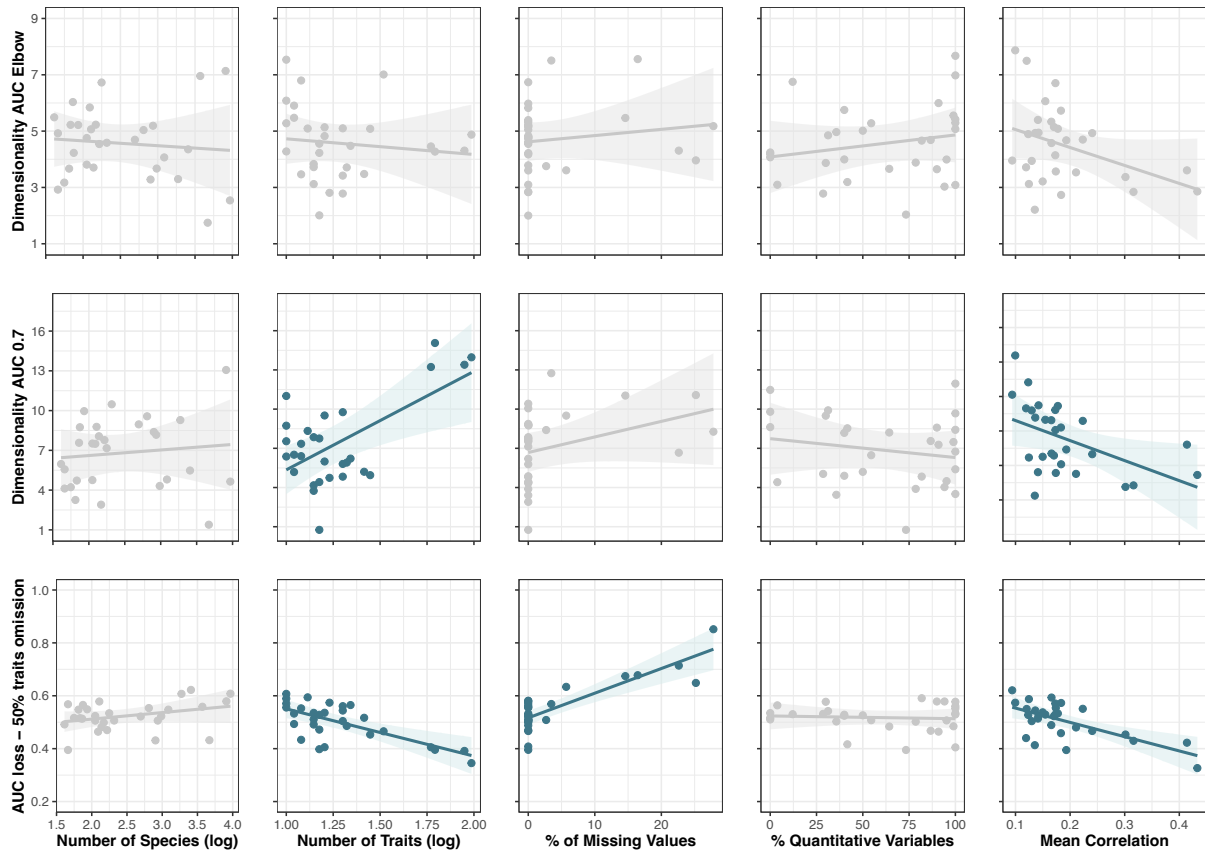 Dimensionality AUC Elbow
9
7
5
3
1
Dimensionality AUC 0.7
16
13
10
7
4
1
AUC loss – 50% traits omission
1.0
0.8
0.6
0.4
0.2
1.5 2.0 2.5 3.0 3.5 4.0
Number of Species (log)
1.00 1.25 1.50 1.75 2.00
Number of Traits (log)
0 10 20
% of Missing Values
0 25 50 75 100
% Quantitative Variables
0.1 0.2 0.3 0.4
Mean Correlation